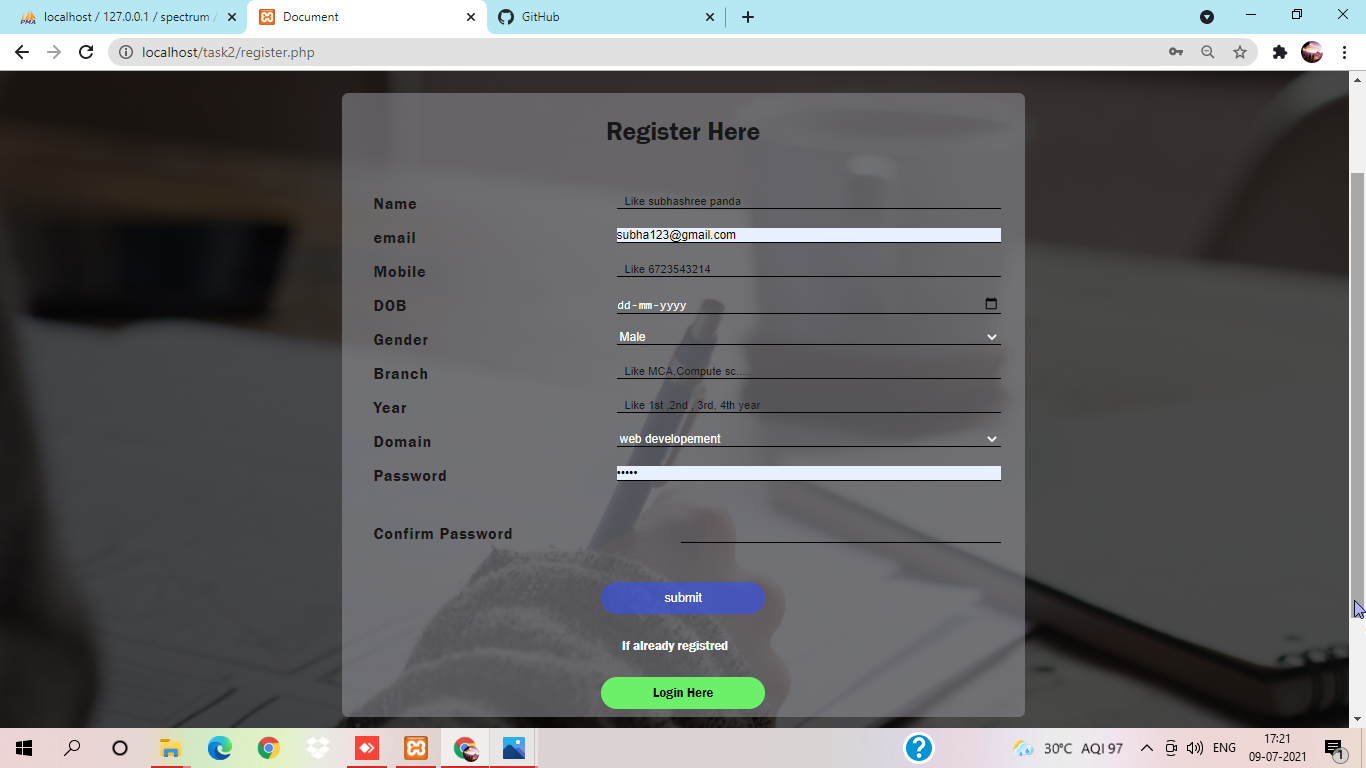 PMA localhost / 127.0.0.1 / spectrum /
Document
GitHub
localhost/task2/register.php
Register Here
Name Like subhashree panda
email subha123@gmail.com
Mobile Like 6723543214
DOB dd-mm-yyyy
Gender Male
Branch Like MCA,Compute sc.....
Year Like 1st ,2nd , 3rd, 4th year
Domain web developement
Password •••••
Confirm Password
submit
If already registred
Login Here
30°C AQI 97
ENG
17:21
09-07-2021
1